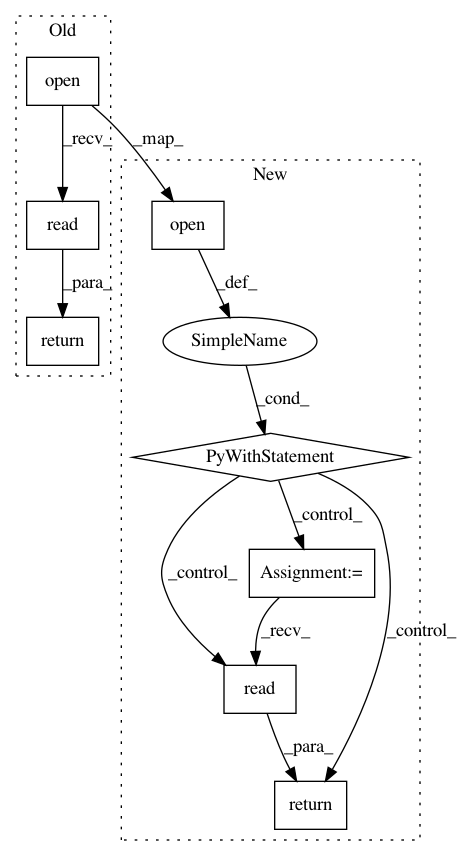 Old
open
_recv_
_map_
New
read
open
_para_
_def_
return
SimpleName
_cond_
PyWithStatement
_control_
_control_
Assignment:=
_recv_
_control_
read
_para_
return